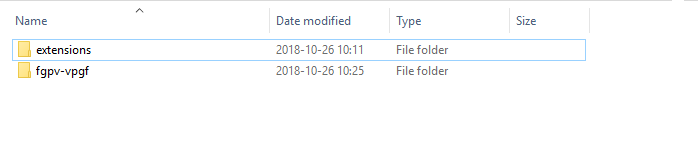 Name Date modified Type Size
extensions 2018-10-26 10:11 File folder
fgpv-vpgf 2018-10-26 10:25 File folder